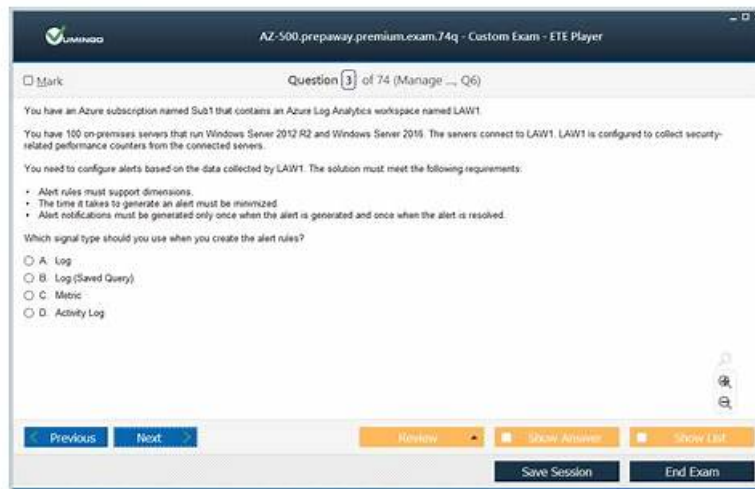 VUMINGO
AZ-500.prepaway.premium.exam.74q - Custom Exam - ETE Player
Mark
Question 3 of 74 (Manage ..., Q6)
You have an Azure subscription named Sub1 that contains an Azure Log Analytics workspace named LAW1.
You have 100 on-premises servers that run Windows Server 2012 R2 and Windows Server 2016. The servers connect to LAW1. LAW1 is configured to collect security-
related performance counters from the connected servers.
You need to configure alerts based on the data collected by LAW1. The solution must meet the following requirements:
• Alert rules must support dimensions.
• The time it takes to generate an alert must be minimized.
• Alert notifications must be generated only once when the alert is generated and once when the alert is resolved.
Which signal type should you use when you create the alert rules?
A. Log
B. Log (Saved Query)
C. Metric
D. Activity Log
Previous
Next
Review
Show Answer
Show List
Save Session
End Exam